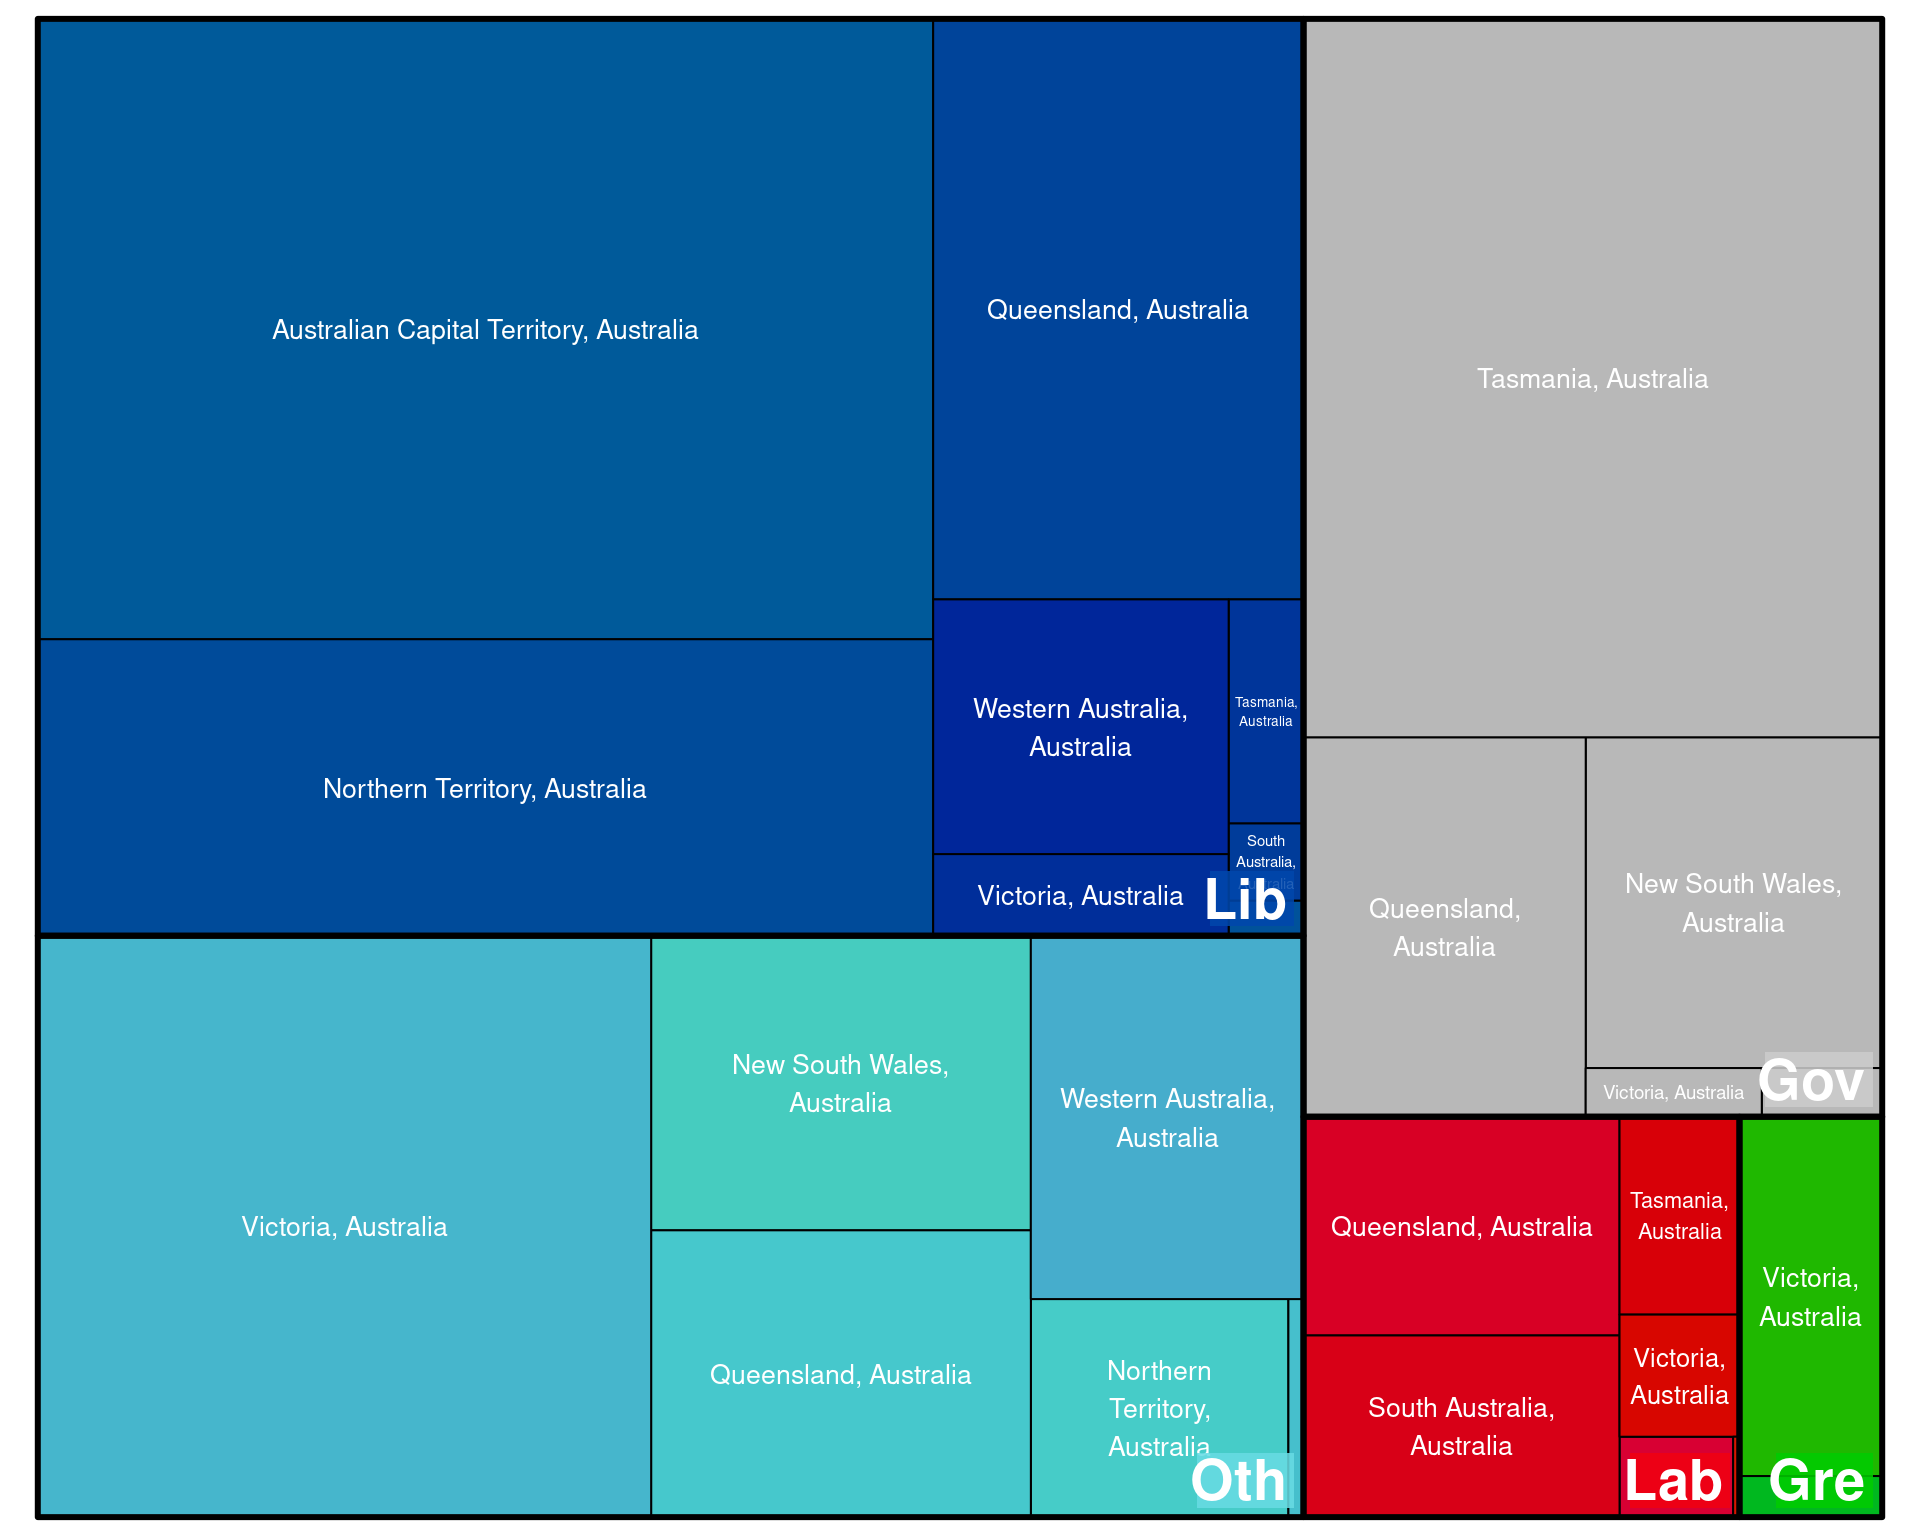 Australian Capital Territory, Australia
Queensland, Australia
Tasmania, Australia
Northern Territory, Australia
Western Australia,
Australia
Tasmania,
Australia
South
Australia,
Australia
Victoria, Australia
Lib
Queensland,
Australia
New South Wales,
Australia
Victoria, Australia
Gov
Victoria, Australia
New South Wales,
Australia
Western Australia,
Australia
Queensland, Australia
Northern
Territory,
Australia
Oth
Queensland, Australia
Tasmania,
Australia
South Australia,
Australia
Victoria,
Australia
Lab
Victoria,
Australia
Gre